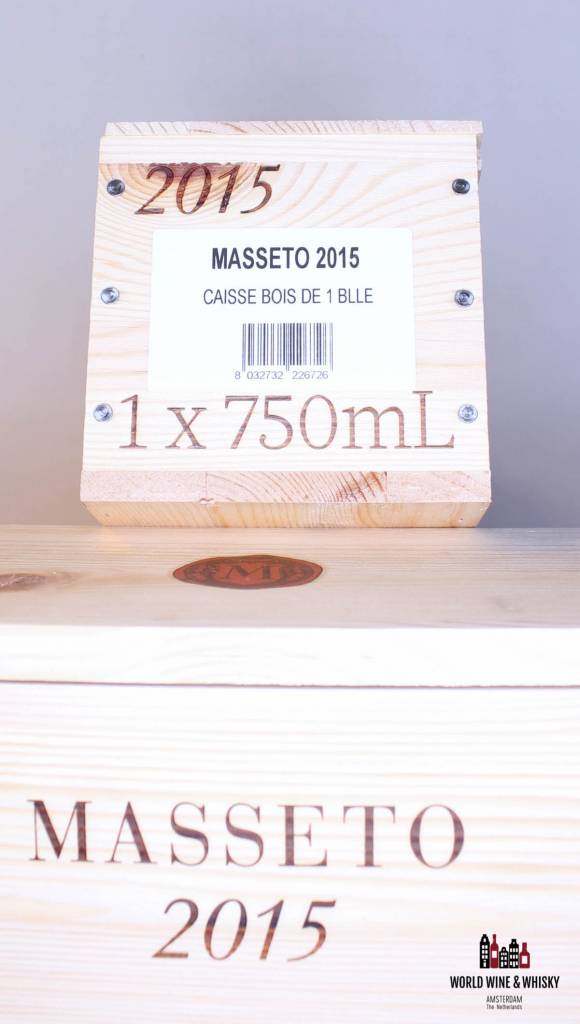 2015
MASSETO 2015
CAISSE BOIS DE 1 BLLE
8 032732 226726
1 x 750mL
M
MASSETO
2015
WORLD WINE & WHISKY
AMSTERDAM
The Netherlands